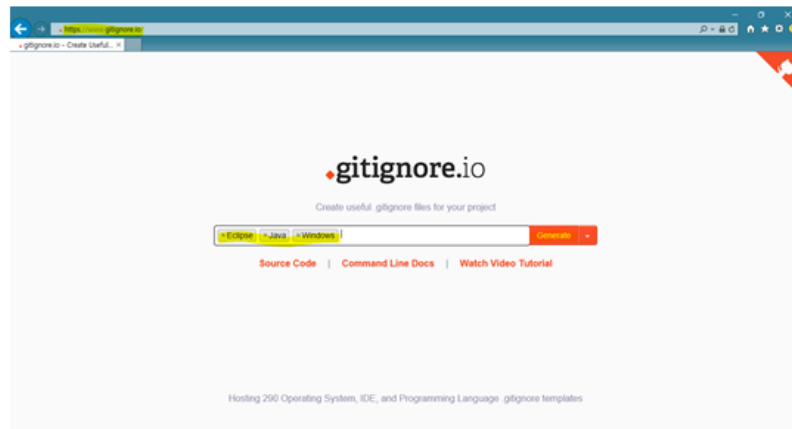 https://www.gitignore.io/
gitignore.io - Create Useful...
.gitignore.io
Create useful .gitignore files for your project
Eclipse Java Windows Generate
Source Code | Command Line Docs | Watch Video Tutorial
Hosting 290 Operating System, IDE, and Programming Language .gitignore templates